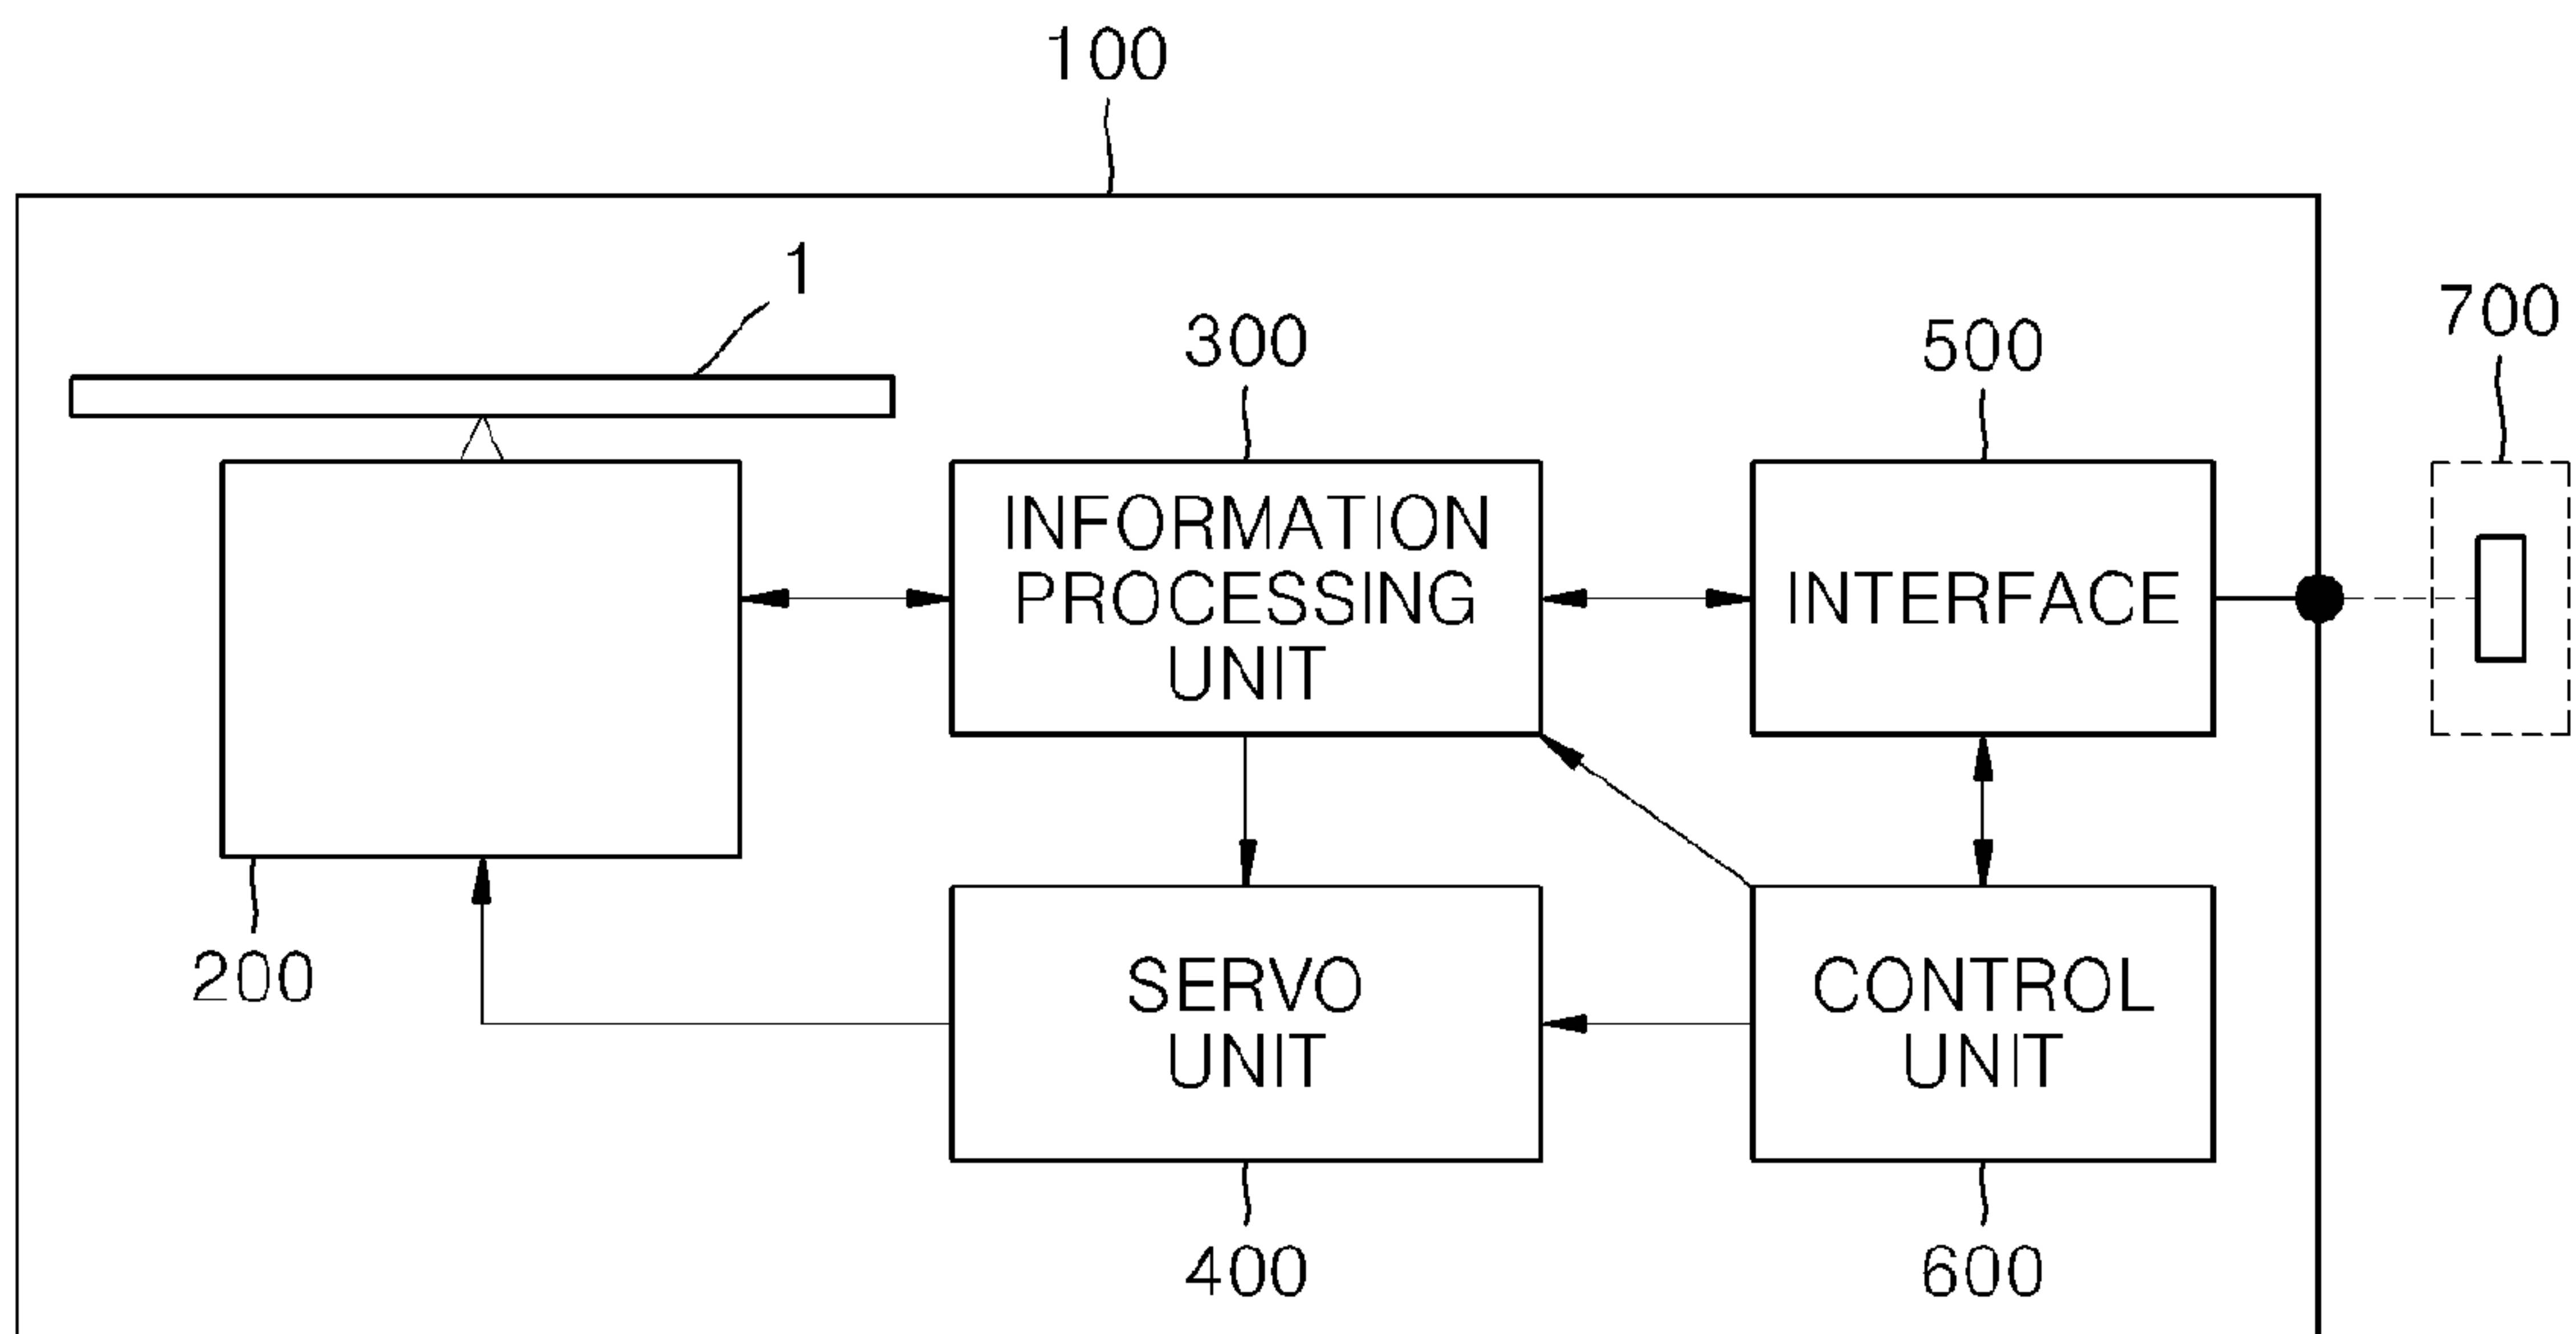 100
1
300
500
700
INFORMATION
PROCESSING
UNIT
INTERFACE
200
SERVO
UNIT
CONTROL
UNIT
400
600